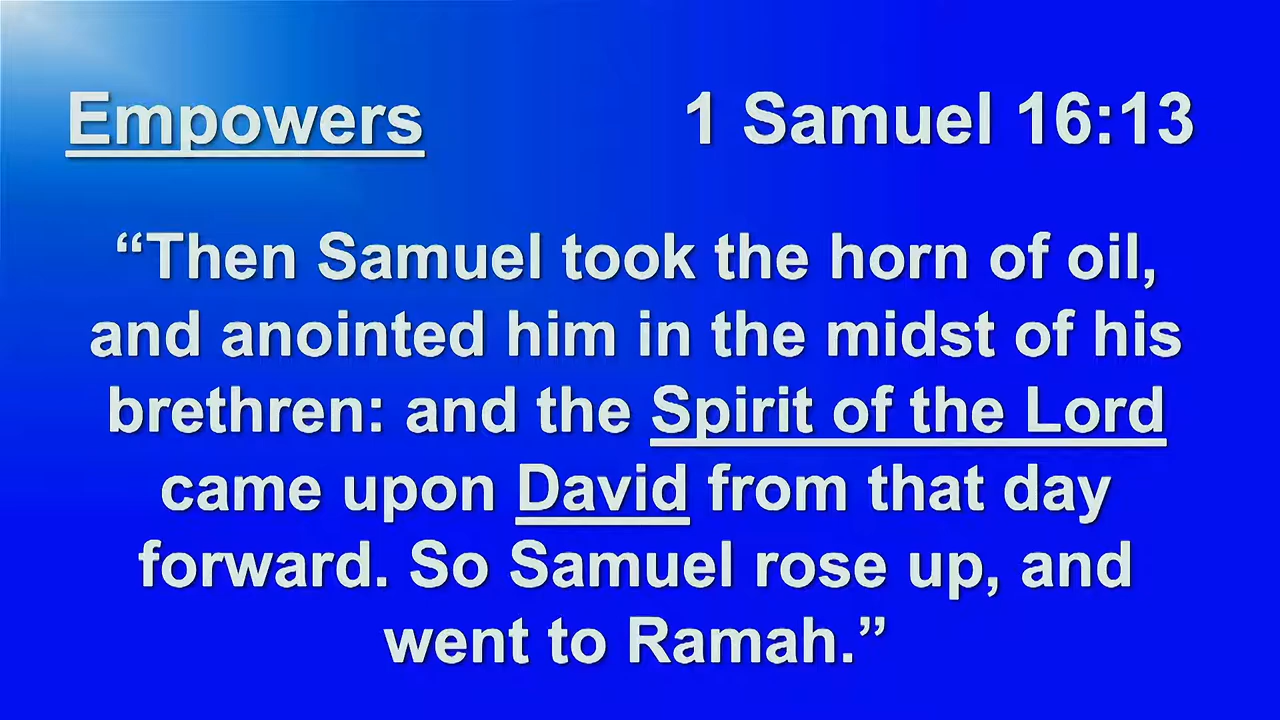 Empowers 1 Samuel 16:13
“Then Samuel took the horn of oil,
and anointed him in the midst of his
brethren: and the Spirit of the Lord
came upon David from that day
forward. So Samuel rose up, and
went to Ramah.”